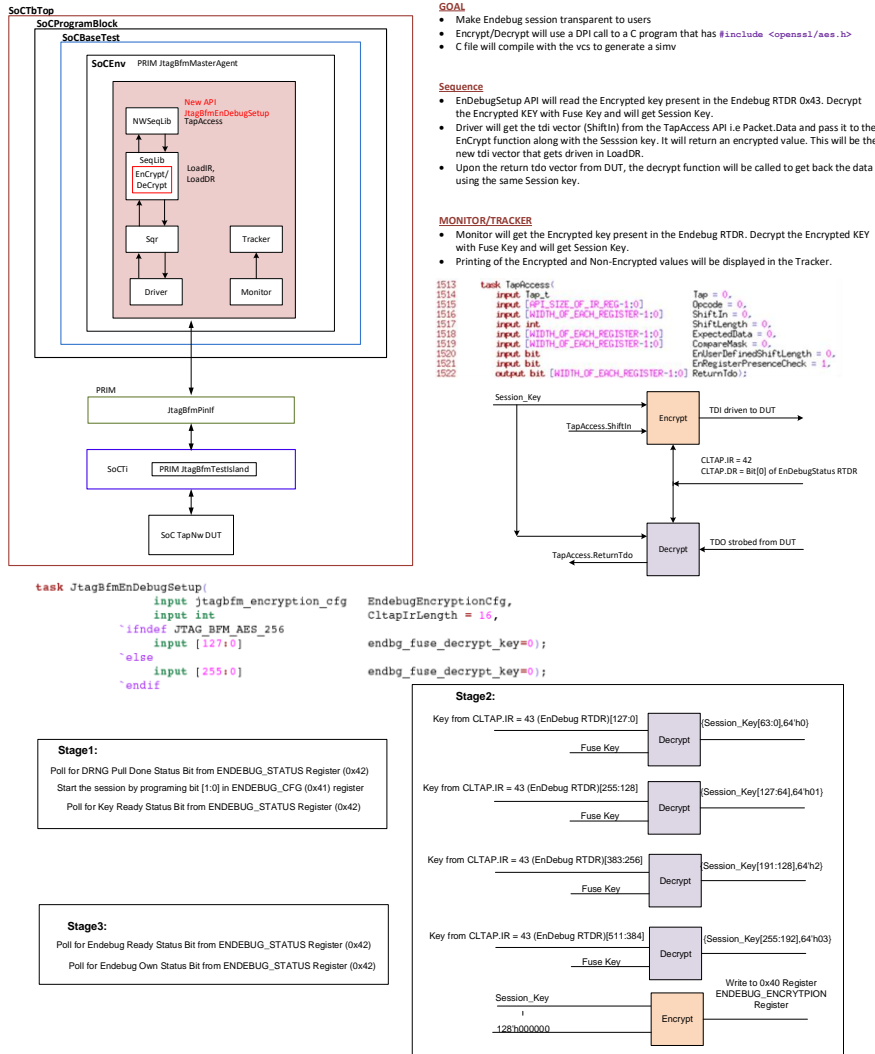 SoCTbTop
SoCProgramBlock
SoCBaseTest
SoCEnv
PRIM JtagBfmMasterAgent
New API
JtagBfmEnDebugSetup
TapAccess
NWSeqLib
SeqLib
EnCrypt/
DeCrypt
LoadIR,
LoadDR
Sqr
Tracker
Driver
Monitor
PRIM
JtagBfmPinIf
SoCTi
PRIM JtagBfmTestIsland
SoC TapNw DUT
GOAL
• Make Endebug session transparent to users
• Encrypt/Decrypt will use a DPI call to a C program that has #include <openssl/aes.h>
• C file will compile with the vcs to generate a simv
Sequence
• EnDebugSetup API will read the Encrypted key present in the Endebug RTDR 0x43. Decrypt
the Encrypted KEY with Fuse Key and will get Session Key.
• Driver will get the tdi vector (ShiftIn) from the TapAccess API i.e Packet.Data and pass it to the
EnCrypt function along with the Sesssion key. It will return an encrypted value. This will be the
new tdi vector that gets driven in LoadDR.
• Upon the return tdo vector from DUT, the decrypt function will be called to get back the data
using the same Session key.
MONITOR/TRACKER
• Monitor will get the Encrypted key present in the Endebug RTDR. Decrypt the Encrypted KEY
with Fuse Key and will get Session Key.
• Printing of the Encrypted and Non-Encrypted values will be displayed in the Tracker.
1513 task TapAccess(
1514 input Tap_t Tap = 0,
1515 input [API_SIZE_OF_IR_REG-1:0] Opcode = 0,
1516 input [WIDTH_OF_EACH_REGISTER-1:0] ShiftIn = 0,
1517 input int ShiftLength = 0,
1518 input [WIDTH_OF_EACH_REGISTER-1:0] ExpectedData = 0,
1519 input [WIDTH_OF_EACH_REGISTER-1:0] CompareMask = 0,
1520 input bit EnUserDefinedShiftLength = 0,
1521 input bit EnRegisterPresenceCheck = 1,
1522 output bit [WIDTH_OF_EACH_REGISTER-1:0] ReturnTdo);
Session_Key
TapAccess.ShiftIn
Encrypt
TDI driven to DUT
CLTAP.IR = 42
CLTAP.DR = Bit[0] of EnDebugStatus RTDR
Decrypt
TDO strobed from DUT
TapAccess.ReturnTdo
task JtagBfmEnDebugSetup(
input jtagbfm_encryption_cfg EndebugEncryptionCfg,
input int CltapIrLength = 16,
`ifndef JTAG_BFM_AES_256
input [127:0] endbg_fuse_decrypt_key=0);
`else
input [255:0] endbg_fuse_decrypt_key=0);
`endif
Stage1:
Poll for DRNG Pull Done Status Bit from ENDEBUG_STATUS Register (0x42)
Start the session by programing bit [1:0] in ENDEBUG_CFG (0x41) register
Poll for Key Ready Status Bit from ENDEBUG_STATUS Register (0x42)
Stage3:
Poll for Endebug Ready Status Bit from ENDEBUG_STATUS Register (0x42)
Poll for Endebug Own Status Bit from ENDEBUG_STATUS Register (0x42)
Stage2:
Key from CLTAP.IR = 43 (EnDebug RTDR)[127:0]
Fuse Key
Decrypt
{Session_Key[63:0],64'h0}
Key from CLTAP.IR = 43 (EnDebug RTDR)[255:128]
Fuse Key
Decrypt
{Session_Key[127:64],64'h01}
Key from CLTAP.IR = 43 (EnDebug RTDR)[383:256]
Fuse Key
Decrypt
{Session_Key[191:128],64'h2}
Key from CLTAP.IR = 43 (EnDebug RTDR)[511:384]
Fuse Key
Decrypt
{Session_Key[255:192],64'h03}
Session_Key
128'h000000
Encrypt
Write to 0x40 Register
ENDEBUG_ENCRYTPION
Register